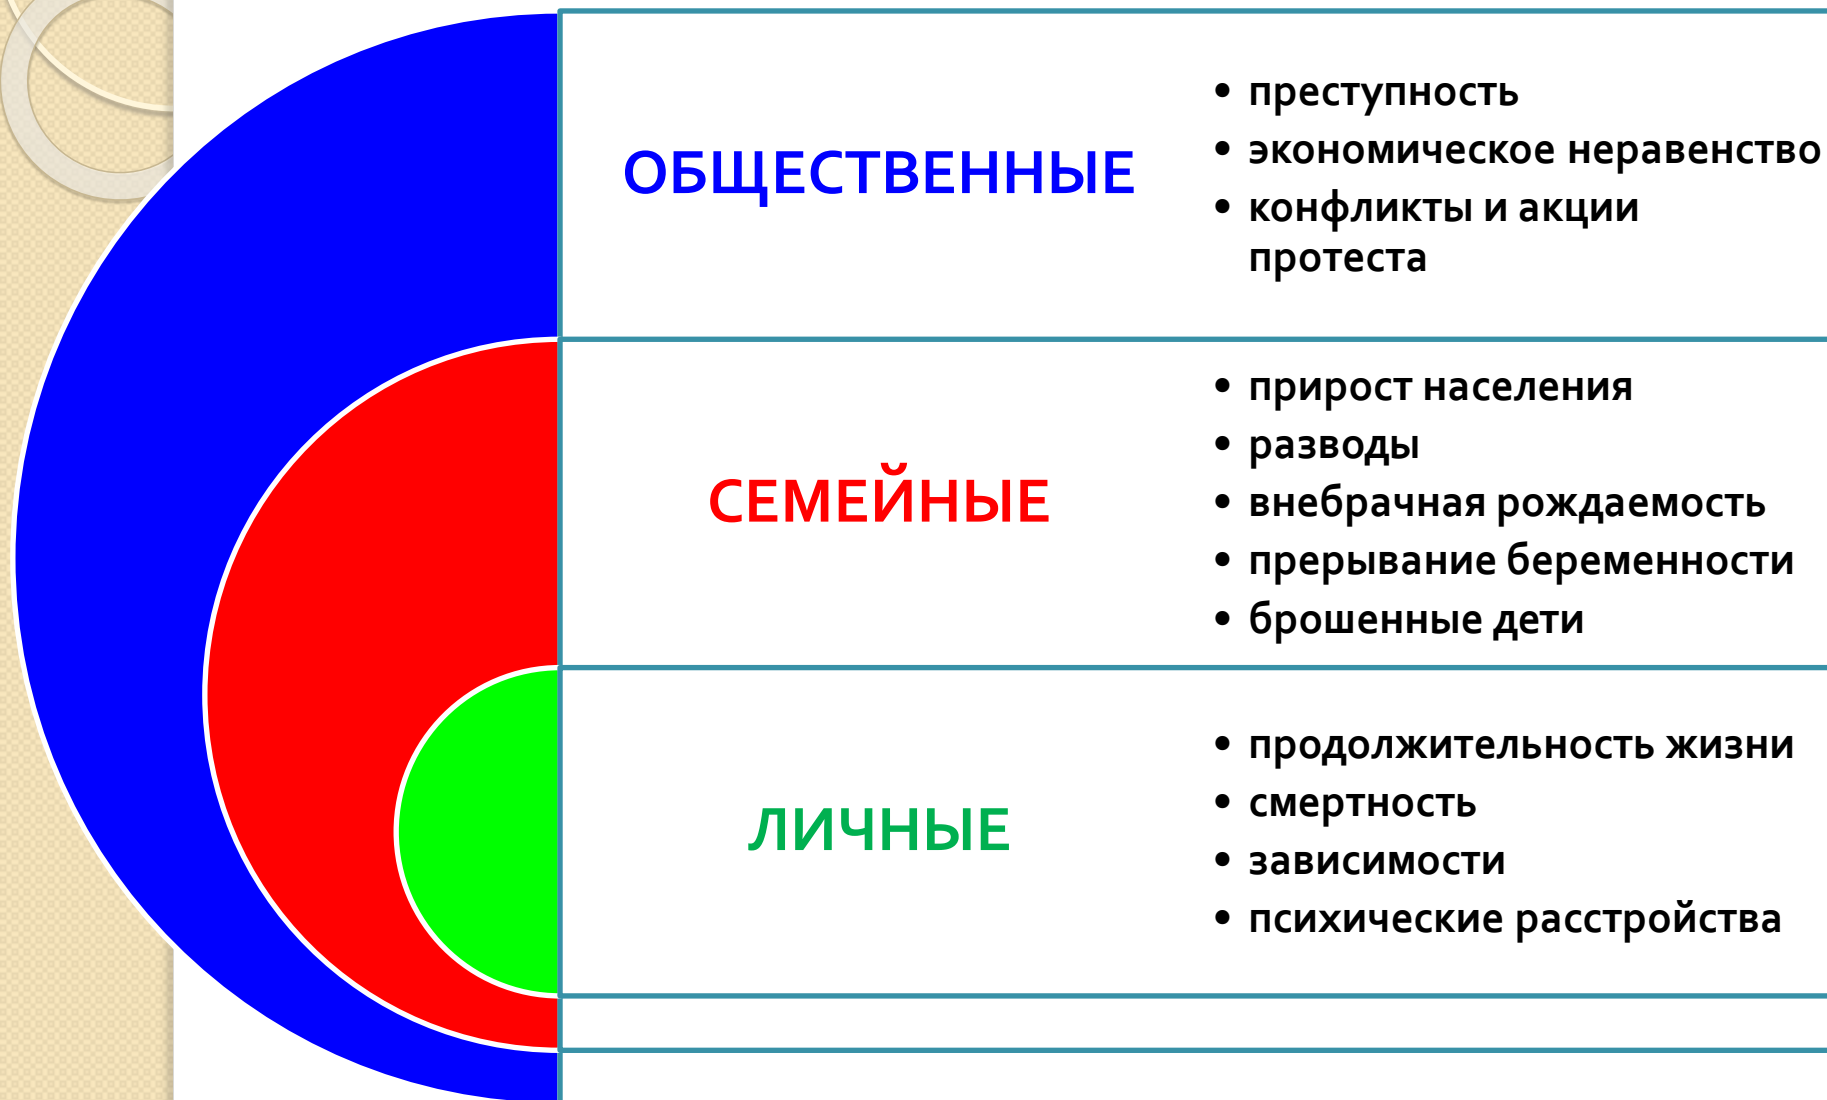 ОБЩЕСТВЕННЫЕ
• преступность
• экономическое неравенство
• конфликты и акции
протеста
СЕМЕЙНЫЕ
• прирост населения
• разводы
• внебрачная рождаемость
• прерывание беременности
• брошенные дети
ЛИЧНЫЕ
• продолжительность жизни
• смертность
• зависимости
• психические расстройства